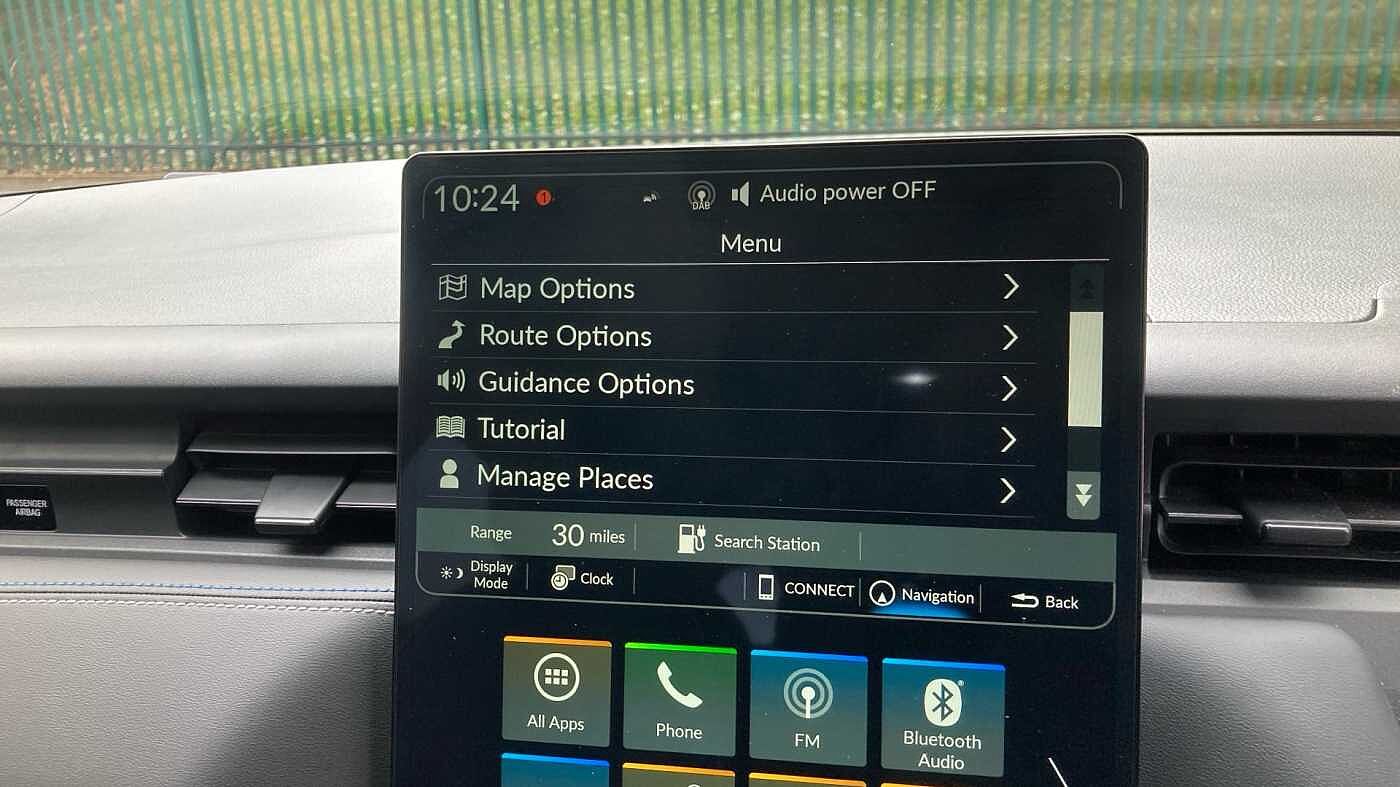 10:24 1 DAB Audio power OFF
Menu
Map Options
Route Options
Guidance Options
Tutorial
Manage Places
PASSENGER
AIRBAG
Range 30 miles Search Station
Display
Mode
Clock CONNECT Navigation Back
All Apps Phone FM Bluetooth
Audio